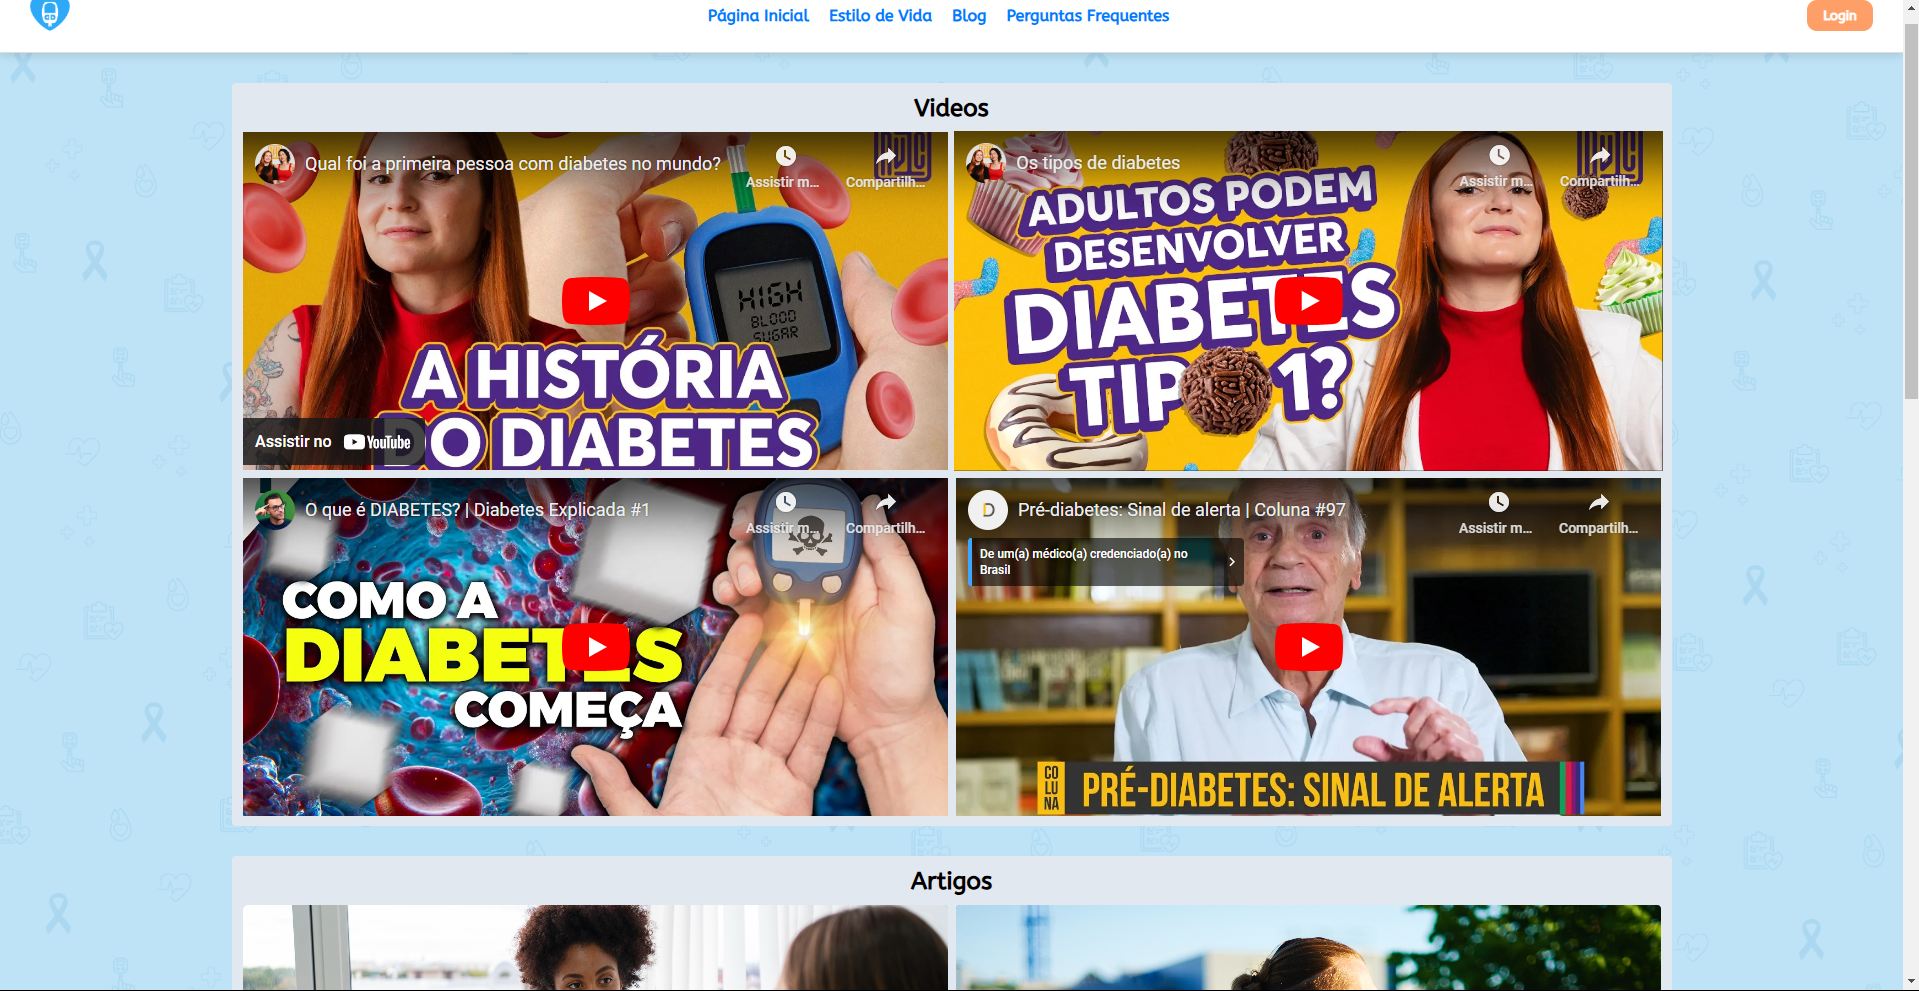 GD
Página Inicial
Estilo de Vida
Blog
Perguntas Frequentes
Login
Videos
Qual foi a primeira pessoa com diabetes no mundo?
Assistir m...
Compartilh...
HIGH
BLOOD
SUGAR
A HISTÓRIA
DO DIABETES
Assistir no YouTube
Os tipos de diabetes
Assistir m...
Compartilh...
ADULTOS PODEM
DESENVOLVER
DIABETES
TIPO 1?
O que é DIABETES? | Diabetes Explicada #1
Assistir m...
Compartilh...
COMO A
DIABETES
COMEÇA
D
Pré-diabetes: Sinal de alerta | Coluna #97
Assistir m...
Compartilh...
De um(a) médico(a) credenciado(a) no
Brasil
COLUNA
PRÉ-DIABETES: SINAL DE ALERTA
Artigos